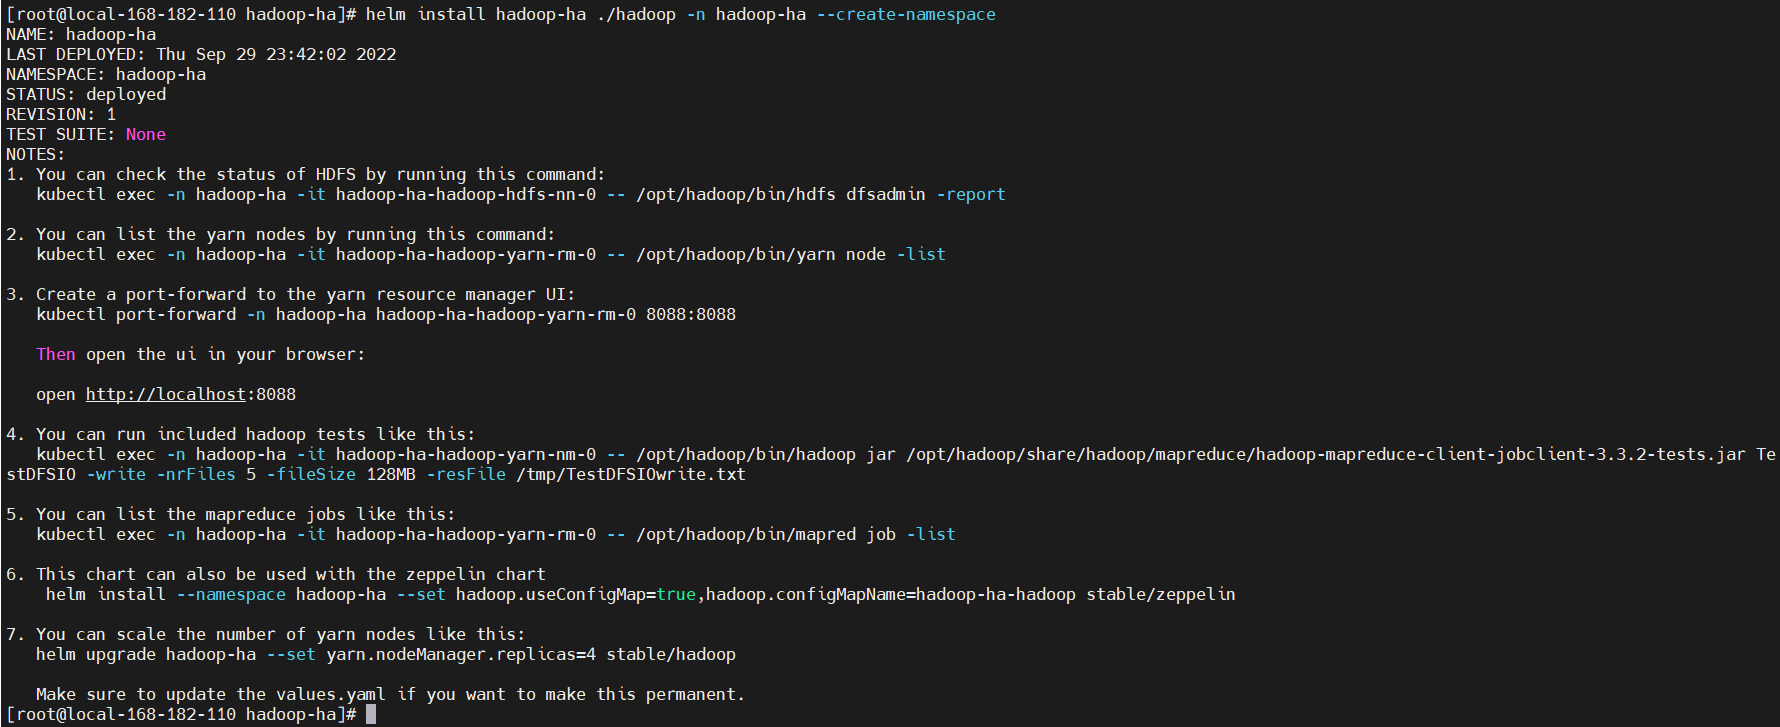 [root@local-168-182-110 hadoop-ha]# helm install hadoop-ha ./hadoop -n hadoop-ha --create-namespace
NAME: hadoop-ha
LAST DEPLOYED: Thu Sep 29 23:42:02 2022
NAMESPACE: hadoop-ha
STATUS: deployed
REVISION: 1
TEST SUITE: None
NOTES:
1. You can check the status of HDFS by running this command:
   kubectl exec -n hadoop-ha -it hadoop-ha-hadoop-hdfs-nn-0 -- /opt/hadoop/bin/hdfs dfsadmin -report

2. You can list the yarn nodes by running this command:
   kubectl exec -n hadoop-ha -it hadoop-ha-hadoop-yarn-rm-0 -- /opt/hadoop/bin/yarn node -list

3. Create a port-forward to the yarn resource manager UI:
   kubectl port-forward -n hadoop-ha hadoop-ha-hadoop-yarn-rm-0 8088:8088

   Then open the ui in your browser:

   open http://localhost:8088

4. You can run included hadoop tests like this:
   kubectl exec -n hadoop-ha -it hadoop-ha-hadoop-yarn-nm-0 -- /opt/hadoop/bin/hadoop jar /opt/hadoop/share/hadoop/mapreduce/hadoop-mapreduce-client-jobclient-3.3.2-tests.jar Te
stDFSIO -write -nrFiles 5 -fileSize 128MB -resFile /tmp/TestDFSIOwrite.txt

5. You can list the mapreduce jobs like this:
   kubectl exec -n hadoop-ha -it hadoop-ha-hadoop-yarn-rm-0 -- /opt/hadoop/bin/mapred job -list

6. This chart can also be used with the zeppelin chart
    helm install --namespace hadoop-ha --set hadoop.useConfigMap=true,hadoop.configMapName=hadoop-ha-hadoop stable/zeppelin

7. You can scale the number of yarn nodes like this:
   helm upgrade hadoop-ha --set yarn.nodeManager.replicas=4 stable/hadoop

   Make sure to update the values.yaml if you want to make this permanent.
[root@local-168-182-110 hadoop-ha]#